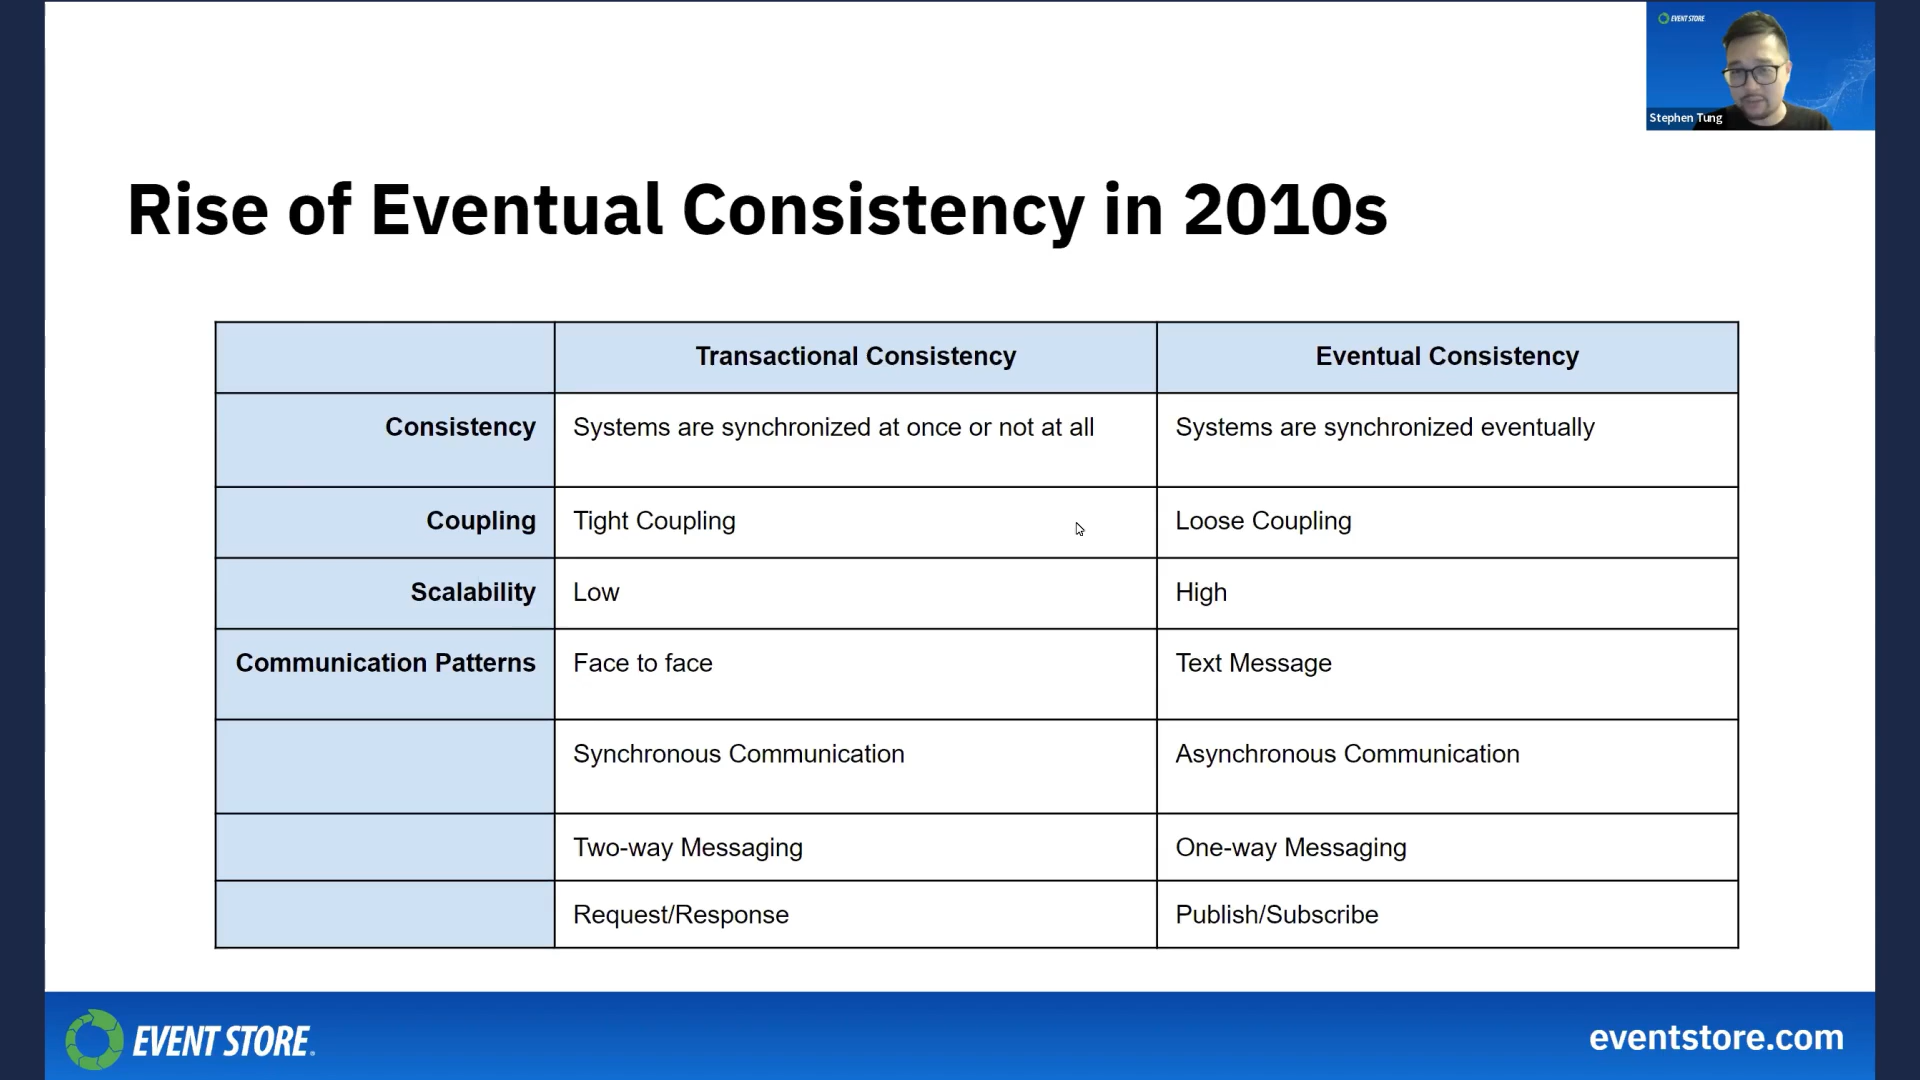 EVENT STORE
Stephen Tung
Rise of Eventual Consistency in 2010s
Transactional Consistency
Eventual Consistency
Consistency
Systems are synchronized at once or not at all
Systems are synchronized eventually
Coupling
Tight Coupling
Loose Coupling
Scalability
Low
High
Communication Patterns
Face to face
Text Message
Synchronous Communication
Asynchronous Communication
Two-way Messaging
One-way Messaging
Request/Response
Publish/Subscribe
EVENT STORE
eventstore.com